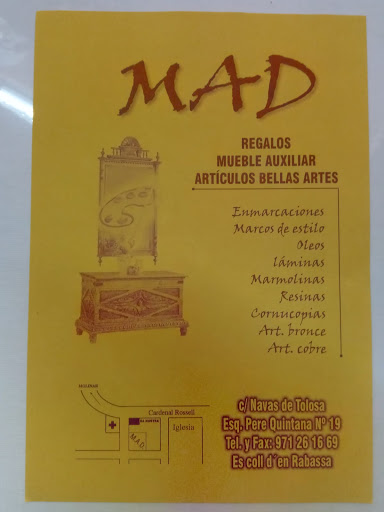 MAD
REGALOS
MUEBLE AUXILIAR
ARTÍCULOS BELLAS ARTES
Enmarcaciones
Marcos de estilo
Oleos
láminas
Marmolinas
Resinas
Cornucopias
Art. bronce
Art. cobre
Cardenal Rossell
Iglesia
MAD
c/ Navas de Tolosa
Esq. Pere Quintana Nº 19
Tel. y Fax: 971 26 16 69
Es coll d´en Rabassa